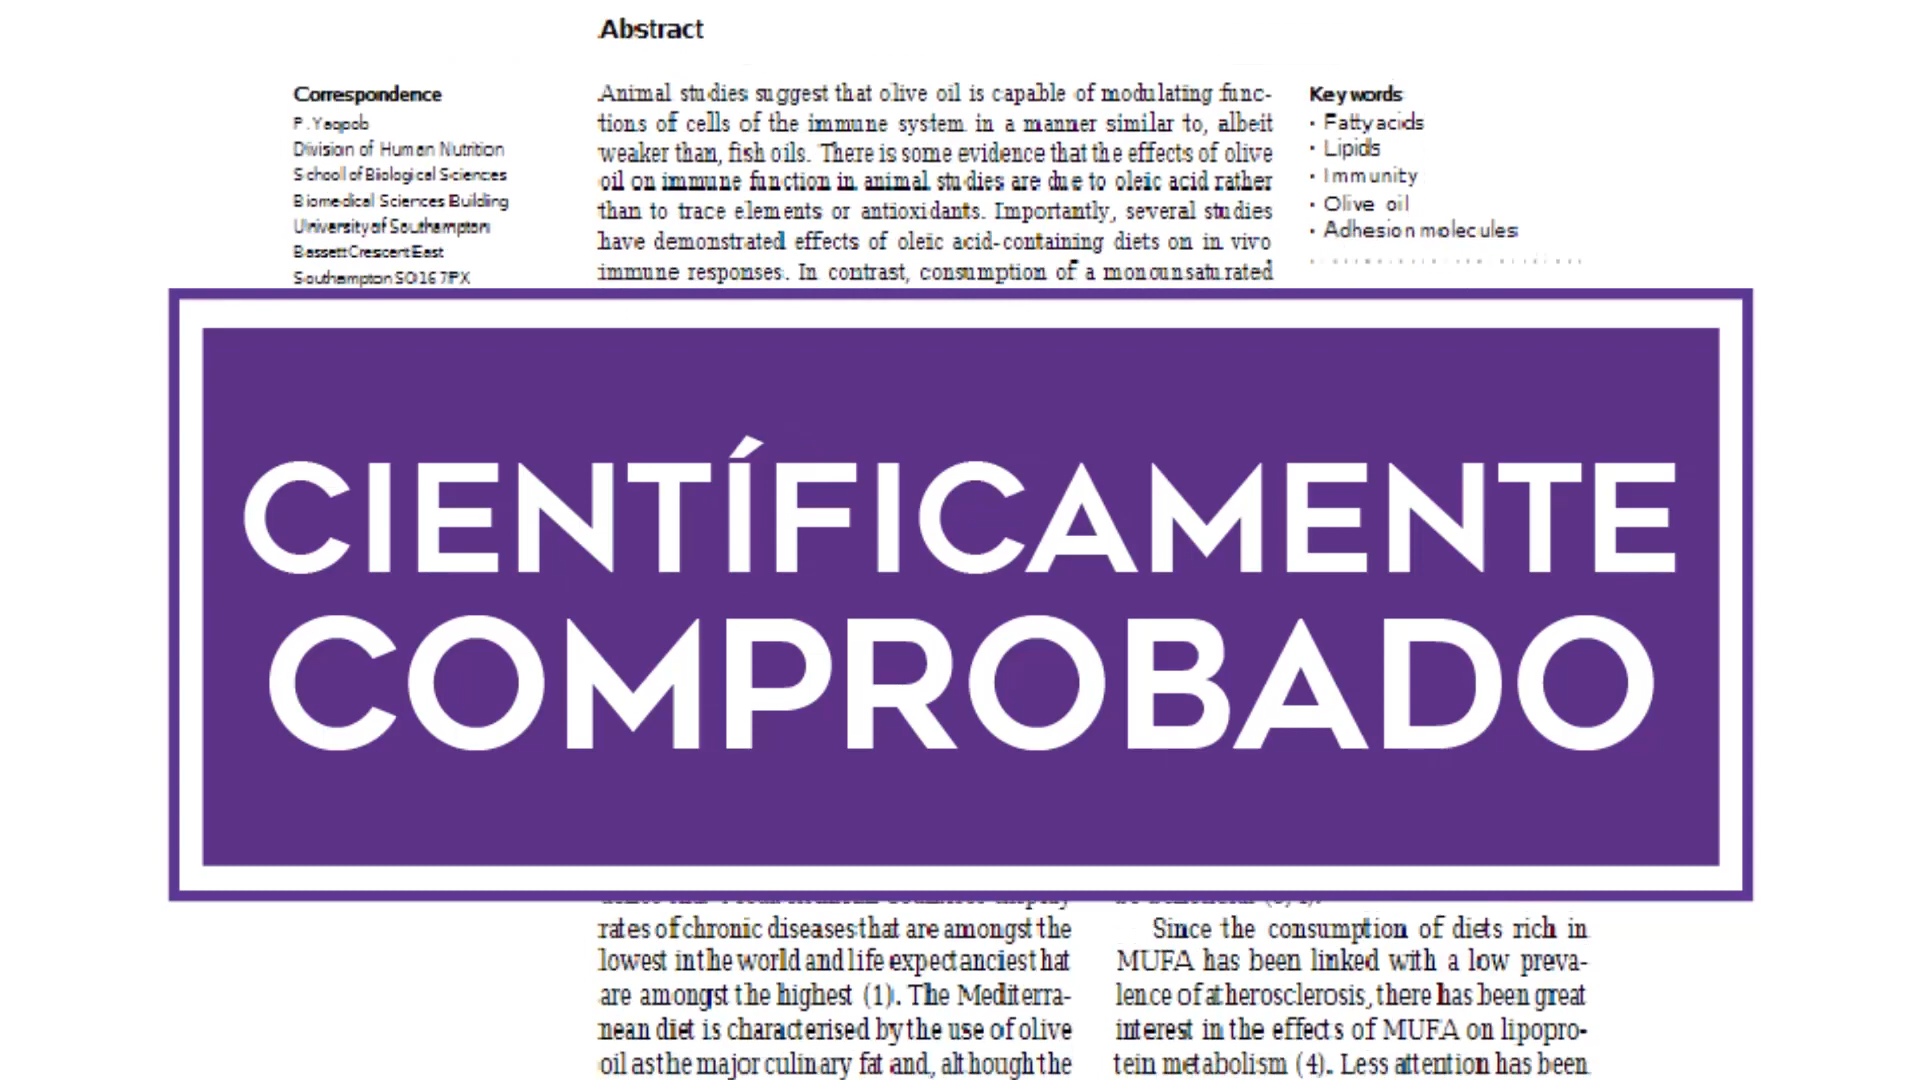 Abstract
Correspondence
P. Yaqoob
Division of Human Nutrition
School of Biological Sciences
Biomedical Sciences Building
University of Southampton
Bassett Crescent East
Southampton SO16 7PX
Animal studies suggest that olive oil is capable of modulating func-
tions of cells of the immune system in a manner similar to, albeit
weaker than, fish oils. There is some evidence that the effects of olive
oil on immune function in animal studies are due to oleic acid rather
than to trace elements or antioxidants. Importantly, several studies
have demonstrated effects of oleic acid-containing diets on in vivo
immune responses. In contrast, consumption of a monounsaturated
Key words
· Fatty acids
· Lipids
· Immunity
· Olive oil
· Adhesion molecules
CIENTÍFICAMENTE
COMPROBADO
rates of chronic diseases that are amongst the
lowest in the world and life expectancies that
are amongst the highest (1). The Mediterra-
nean diet is characterised by the use of olive
oil as the major culinary fat and, although the
Since the consumption of diets rich in
MUFA has been linked with a low preva-
lence of atherosclerosis, there has been great
interest in the effects of MUFA on lipopro-
tein metabolism (4). Less attention has been